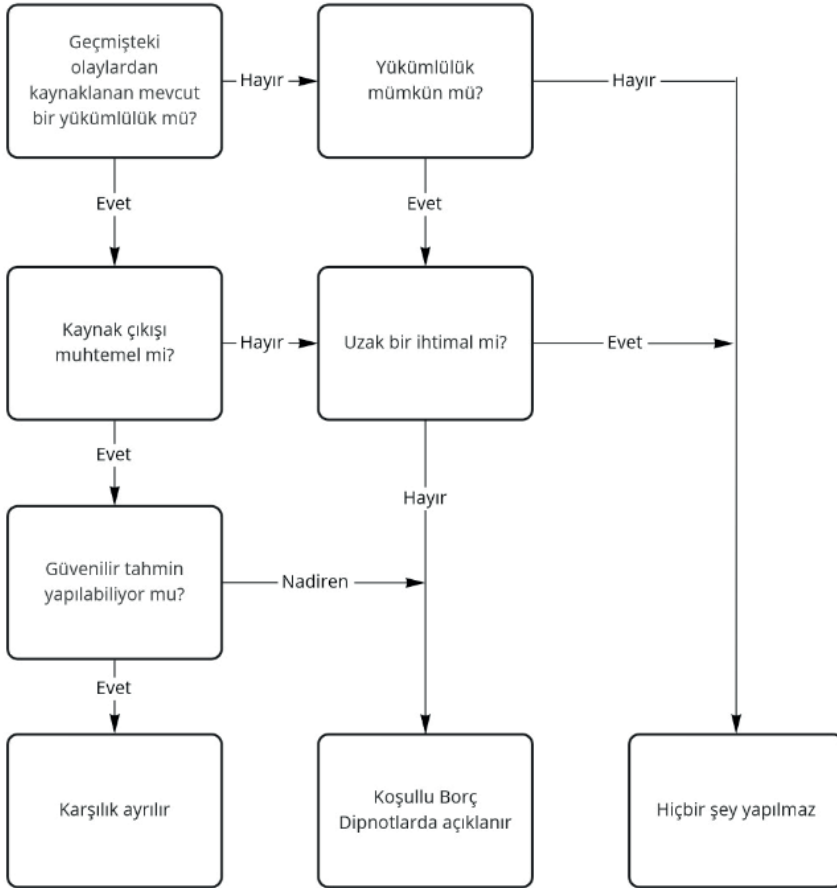 Geçmişteki
olaylardan
kaynaklanan mevcut
bir yükümlülük mü?
Hayır
Yükümlülük
mümkün mü?
Hayır
Evet
Evet
Kaynak çıkışı
muhtemel mi?
Hayır
Uzak bir ihtimal mi?
Evet
Evet
Hayır
Güvenilir tahmin
yapılabiliyor mu?
Nadiren
Evet
Karşılık ayrılır
Koşullu Borç
Dipnotlarda açıklanır
Hiçbir şey yapılmaz